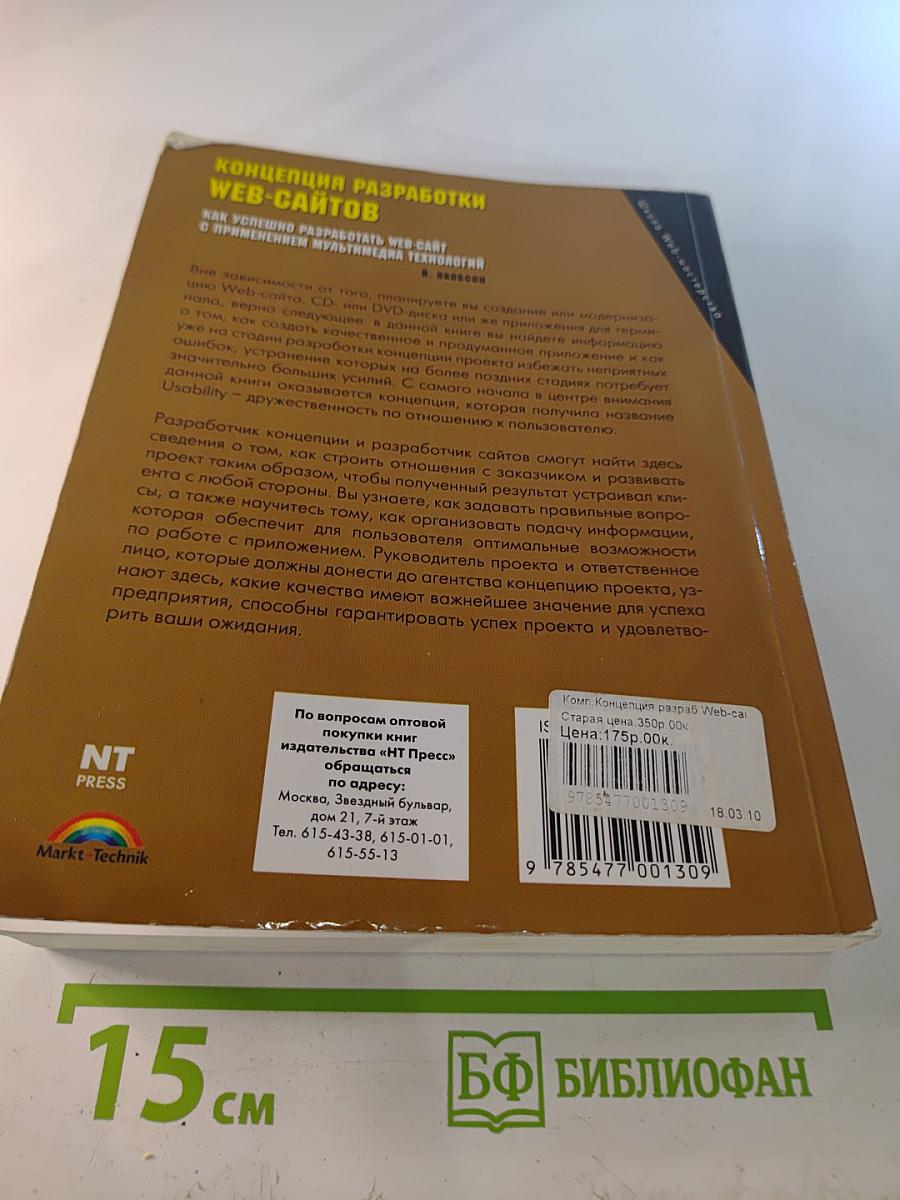 КОНЦЕПЦИЯ РАЗРАБОТКИ
WEB-САЙТОВ
КАК УСПЕШНО РАЗРАБОТАТЬ WEB-САЙТ
С ПРИМЕНЕНИЕМ МУЛЬТИМЕДИА ТЕХНОЛОГИЙ
Й. ЯКОБСОН
Школа Web-мастерства
Вне зависимости от того, планируете вы создание или модерниза-
цию Web-сайта, CD- или DVD-диска или же приложения для терми-
нала, верно следующее: в данной книге вы найдете информацию
о том, как создать качественное и продуманное приложение и как
уже на стадии разработки концепции проекта избежать неприятных
ошибок, устранение которых на более поздних стадиях потребует
значительно больших усилий. С самого начала в центре внимания
данной книги оказывается концепция, которая получила название
Usability – дружественность по отношению к пользователю.
Разработчик концепции и разработчик сайтов смогут найти здесь
сведения о том, как строить отношения с заказчиком и развивать
проект таким образом, чтобы полученный результат устраивал кли-
ента с любой стороны. Вы узнаете, как задавать правильные вопро-
сы, а также научитесь тому, как организовать подачу информации,
которая обеспечит для пользователя оптимальные возможности
по работе с приложением. Руководитель проекта и ответственное
лицо, которые должны донести до агентства концепцию проекта, уз-
нают здесь, какие качества имеют важнейшее значение для успеха
предприятия, способны гарантировать успех проекта и удовлетво-
рить ваши ожидания.
NT
PRESS
Markt+Technik
По вопросам оптовой
покупки книг
издательства «НТ Пресс»
обращаться
по адресу:
Москва, Звездный бульвар,
дом 21, 7-й этаж
Тел. 615-43-38, 615-01-01,
615-55-13
IS
Комп.Концепция разраб.Web-сай
Старая цена:350р.00к.
Цена:175р.00к.
9785477001309
18.03.10
9 785477 001309
15 см
БФ БИБЛИОФАН